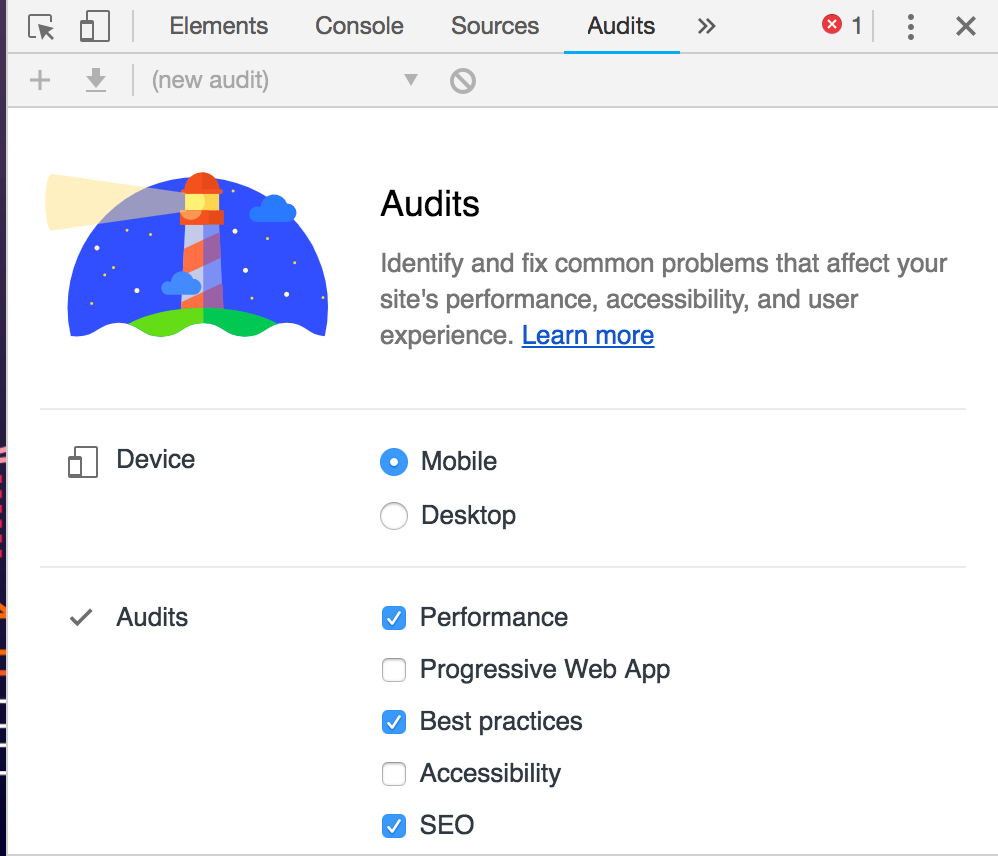 Elements Console Sources Audits » 1
(new audit)
Audits
Identify and fix common problems that affect your
site's performance, accessibility, and user
experience. Learn more
Device
Mobile
Desktop
Audits
Performance
Progressive Web App
Best practices
Accessibility
SEO